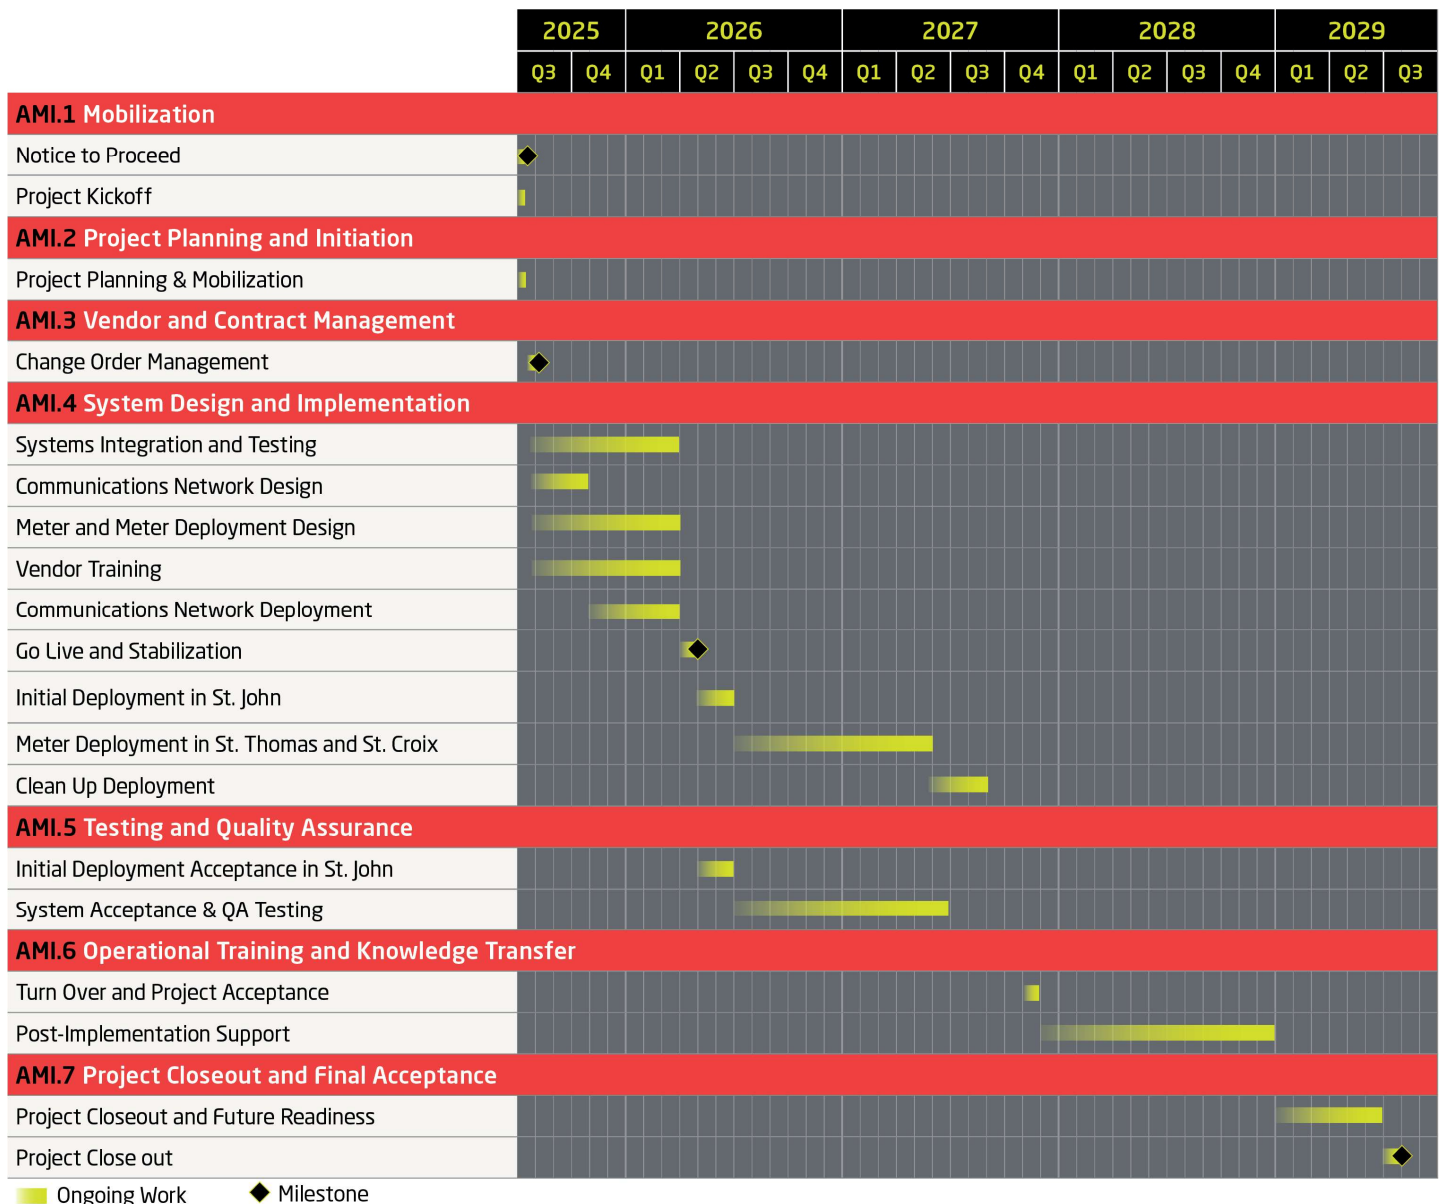 2025 2026 2027 2028 2029
Q3 Q4 Q1 Q2 Q3 Q4 Q1 Q2 Q3 Q4 Q1 Q2 Q3 Q4 Q1 Q2 Q3
AMI.1 Mobilization
Notice to Proceed
Project Kickoff
AMI.2 Project Planning and Initiation
Project Planning & Mobilization
AMI.3 Vendor and Contract Management
Change Order Management
AMI.4 System Design and Implementation
Systems Integration and Testing
Communications Network Design
Meter and Meter Deployment Design
Vendor Training
Communications Network Deployment
Go Live and Stabilization
Initial Deployment in St. John
Meter Deployment in St. Thomas and St. Croix
Clean Up Deployment
AMI.5 Testing and Quality Assurance
Initial Deployment Acceptance in St. John
System Acceptance & QA Testing
AMI.6 Operational Training and Knowledge Transfer
Turn Over and Project Acceptance
Post-Implementation Support
AMI.7 Project Closeout and Final Acceptance
Project Closeout and Future Readiness
Project Close out
Ongoing Work Milestone